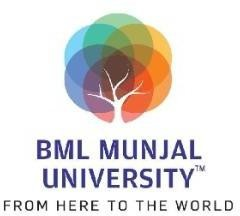 BML MUNJAL
UNIVERSITY™
FROM HERE TO THE WORLD